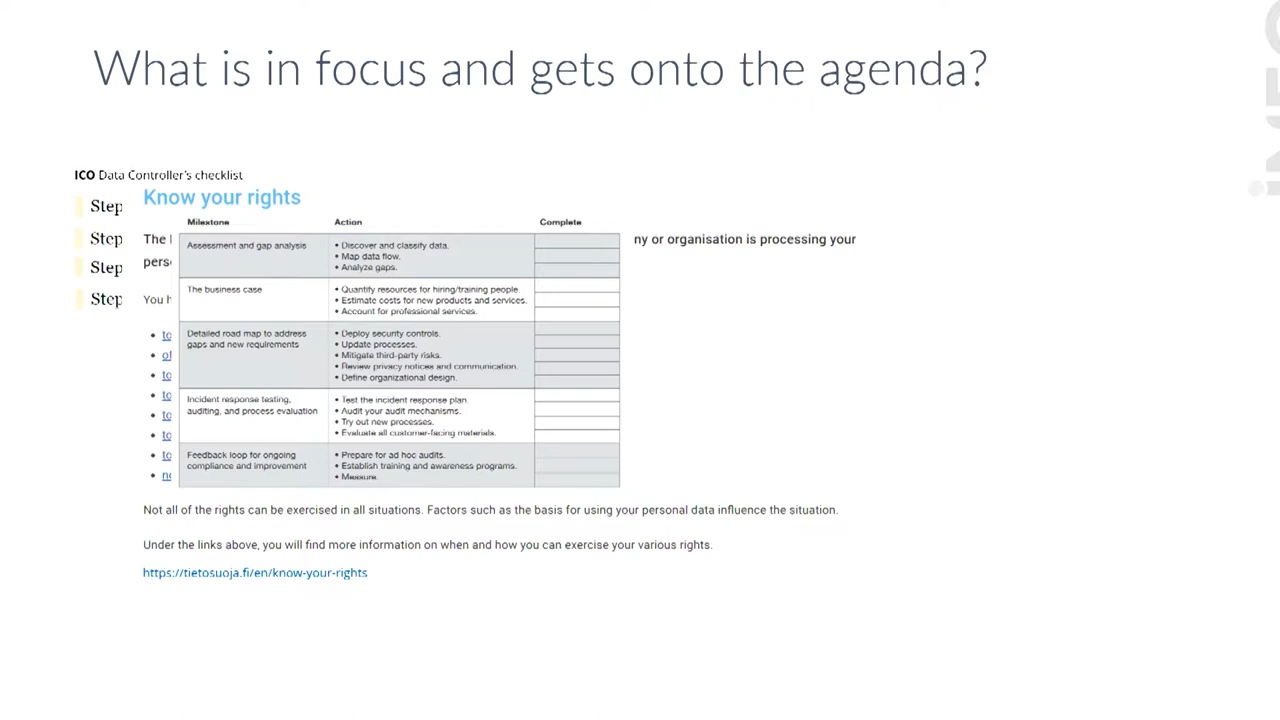 What is in focus and gets onto the agenda?
ICO Data Controller's checklist
Know your rights
Step
Step
Step
Step
The
ny or organisation is processing your
pers
You h
Milestone Action Complete
Assessment and gap analysis
• Discover and classify data.
• Map data flow.
• Analyze gaps.
The business case
• Quantify resources for hiring/training people.
• Estimate costs for new products and services.
• Account for professional services.
Detailed road map to address
gaps and new requirements
• Deploy security controls.
• Update processes.
• Mitigate third-party risks.
• Review privacy notices and communication.
• Define organizational design.
Incident response testing,
auditing, and process evaluation
• Test the incident response plan.
• Audit your audit mechanisms.
• Try out new processes.
• Evaluate all customer-facing materials.
Feedback loop for ongoing
compliance and improvement
• Prepare for ad hoc audits.
• Establish training and awareness programs.
• Measure.
• to
• of
• to
• to
• to
• to
• to
Not all of the rights can be exercised in all situations. Factors such as the basis for using your personal data influence the situation.
Under the links above, you will find more information on when and how you can exercise your various rights.
https://tietosuoja.fi/en/know-your-rights